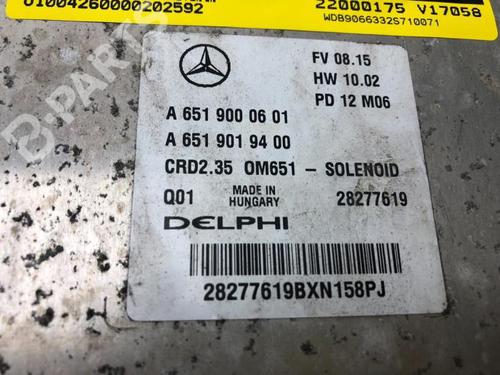 01004260000202592
22000175 V17058
WDB9066332S710071
FV 08.15
HW 10.02
PD 12 M06
A 651 900 06 01
A 651 901 94 00
CRD2.35 OM651 - SOLENOID
Q01
MADE IN
HUNGARY
28277619
DELPHI
28277619BXN158PJ
B-PARTS